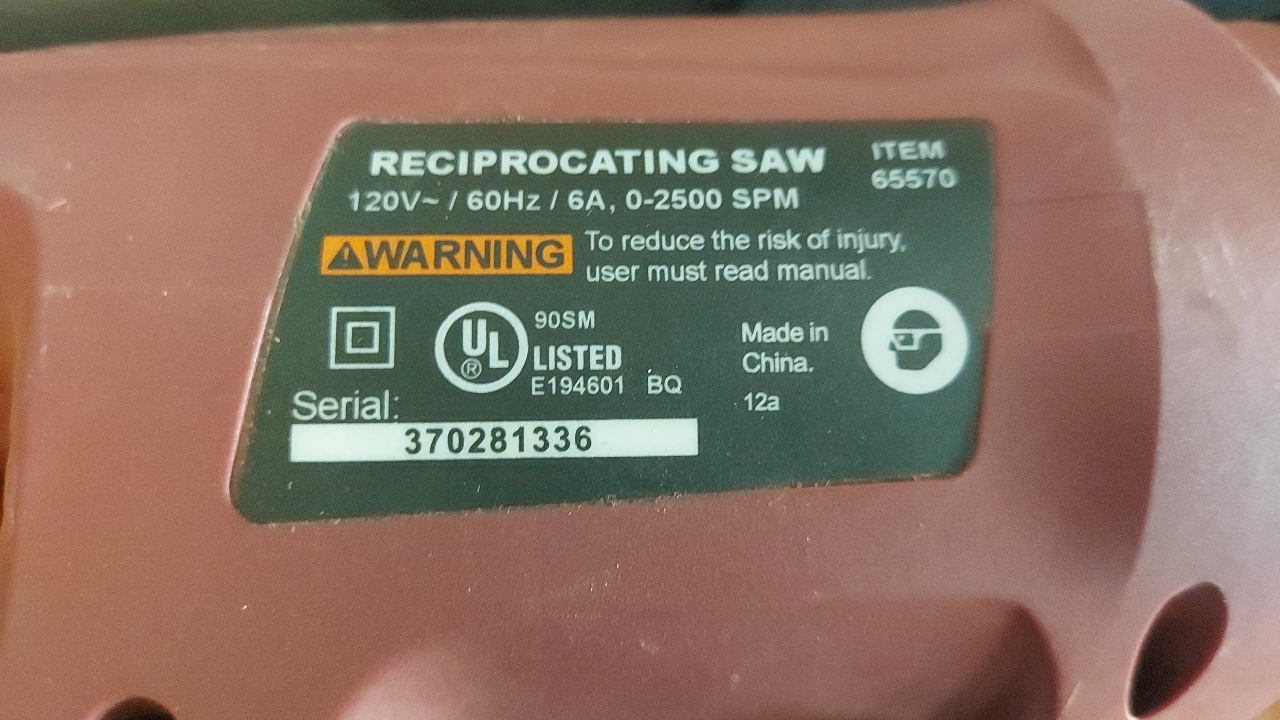 RECIPROCATING SAW
ITEM
65570
120V~ / 60Hz / 6A, 0-2500 SPM
WARNING
To reduce the risk of injury,
user must read manual.
UL
®
90SM
LISTED
E194601 BQ
Made in
China.
12a
Serial:
370281336